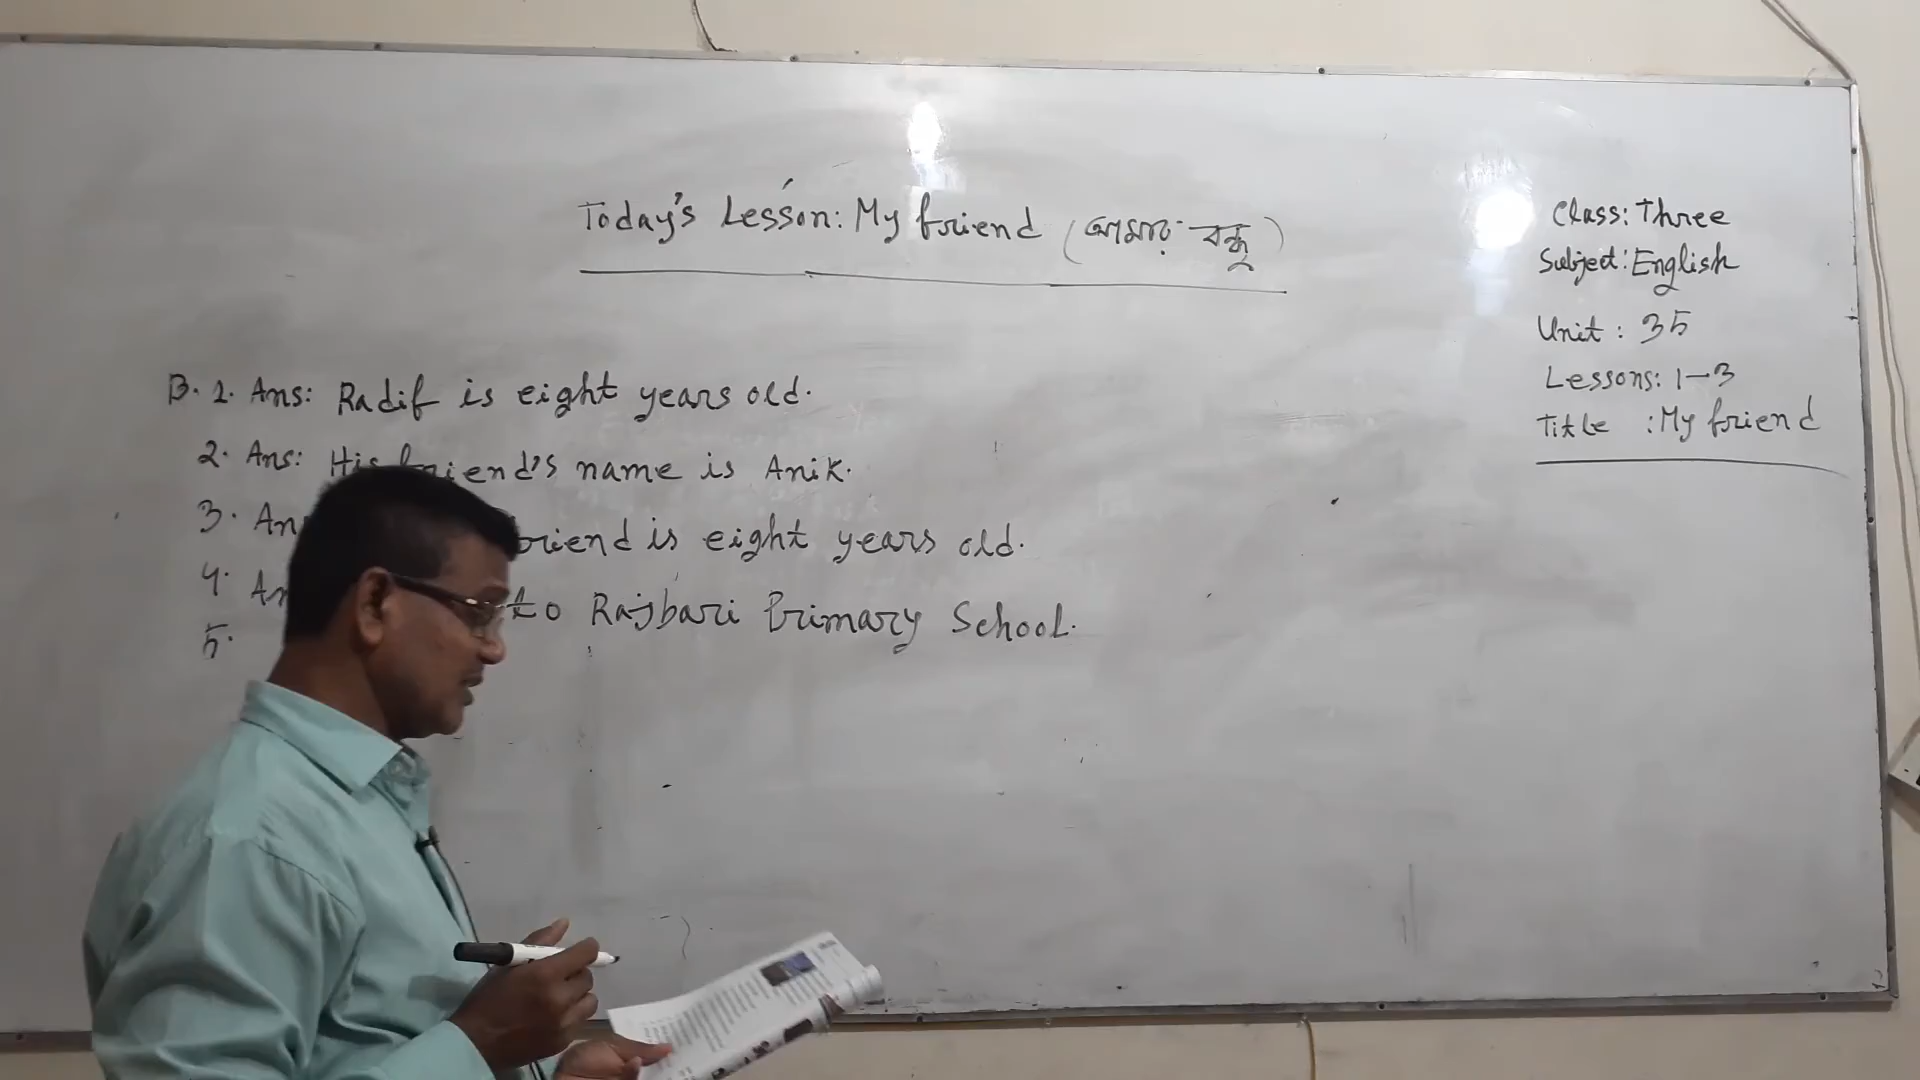 Today's Lesson: My friend (আমার বন্ধু)
Class: Three
Subject: English
Unit: 35
Lessons: 1-3
Title : My friend
B. 1. Ans: Radif is eight years old.
2. Ans: His friend's name is Anik.
3. friend is eight years old.
4. to Rajbari Primary School.
5.